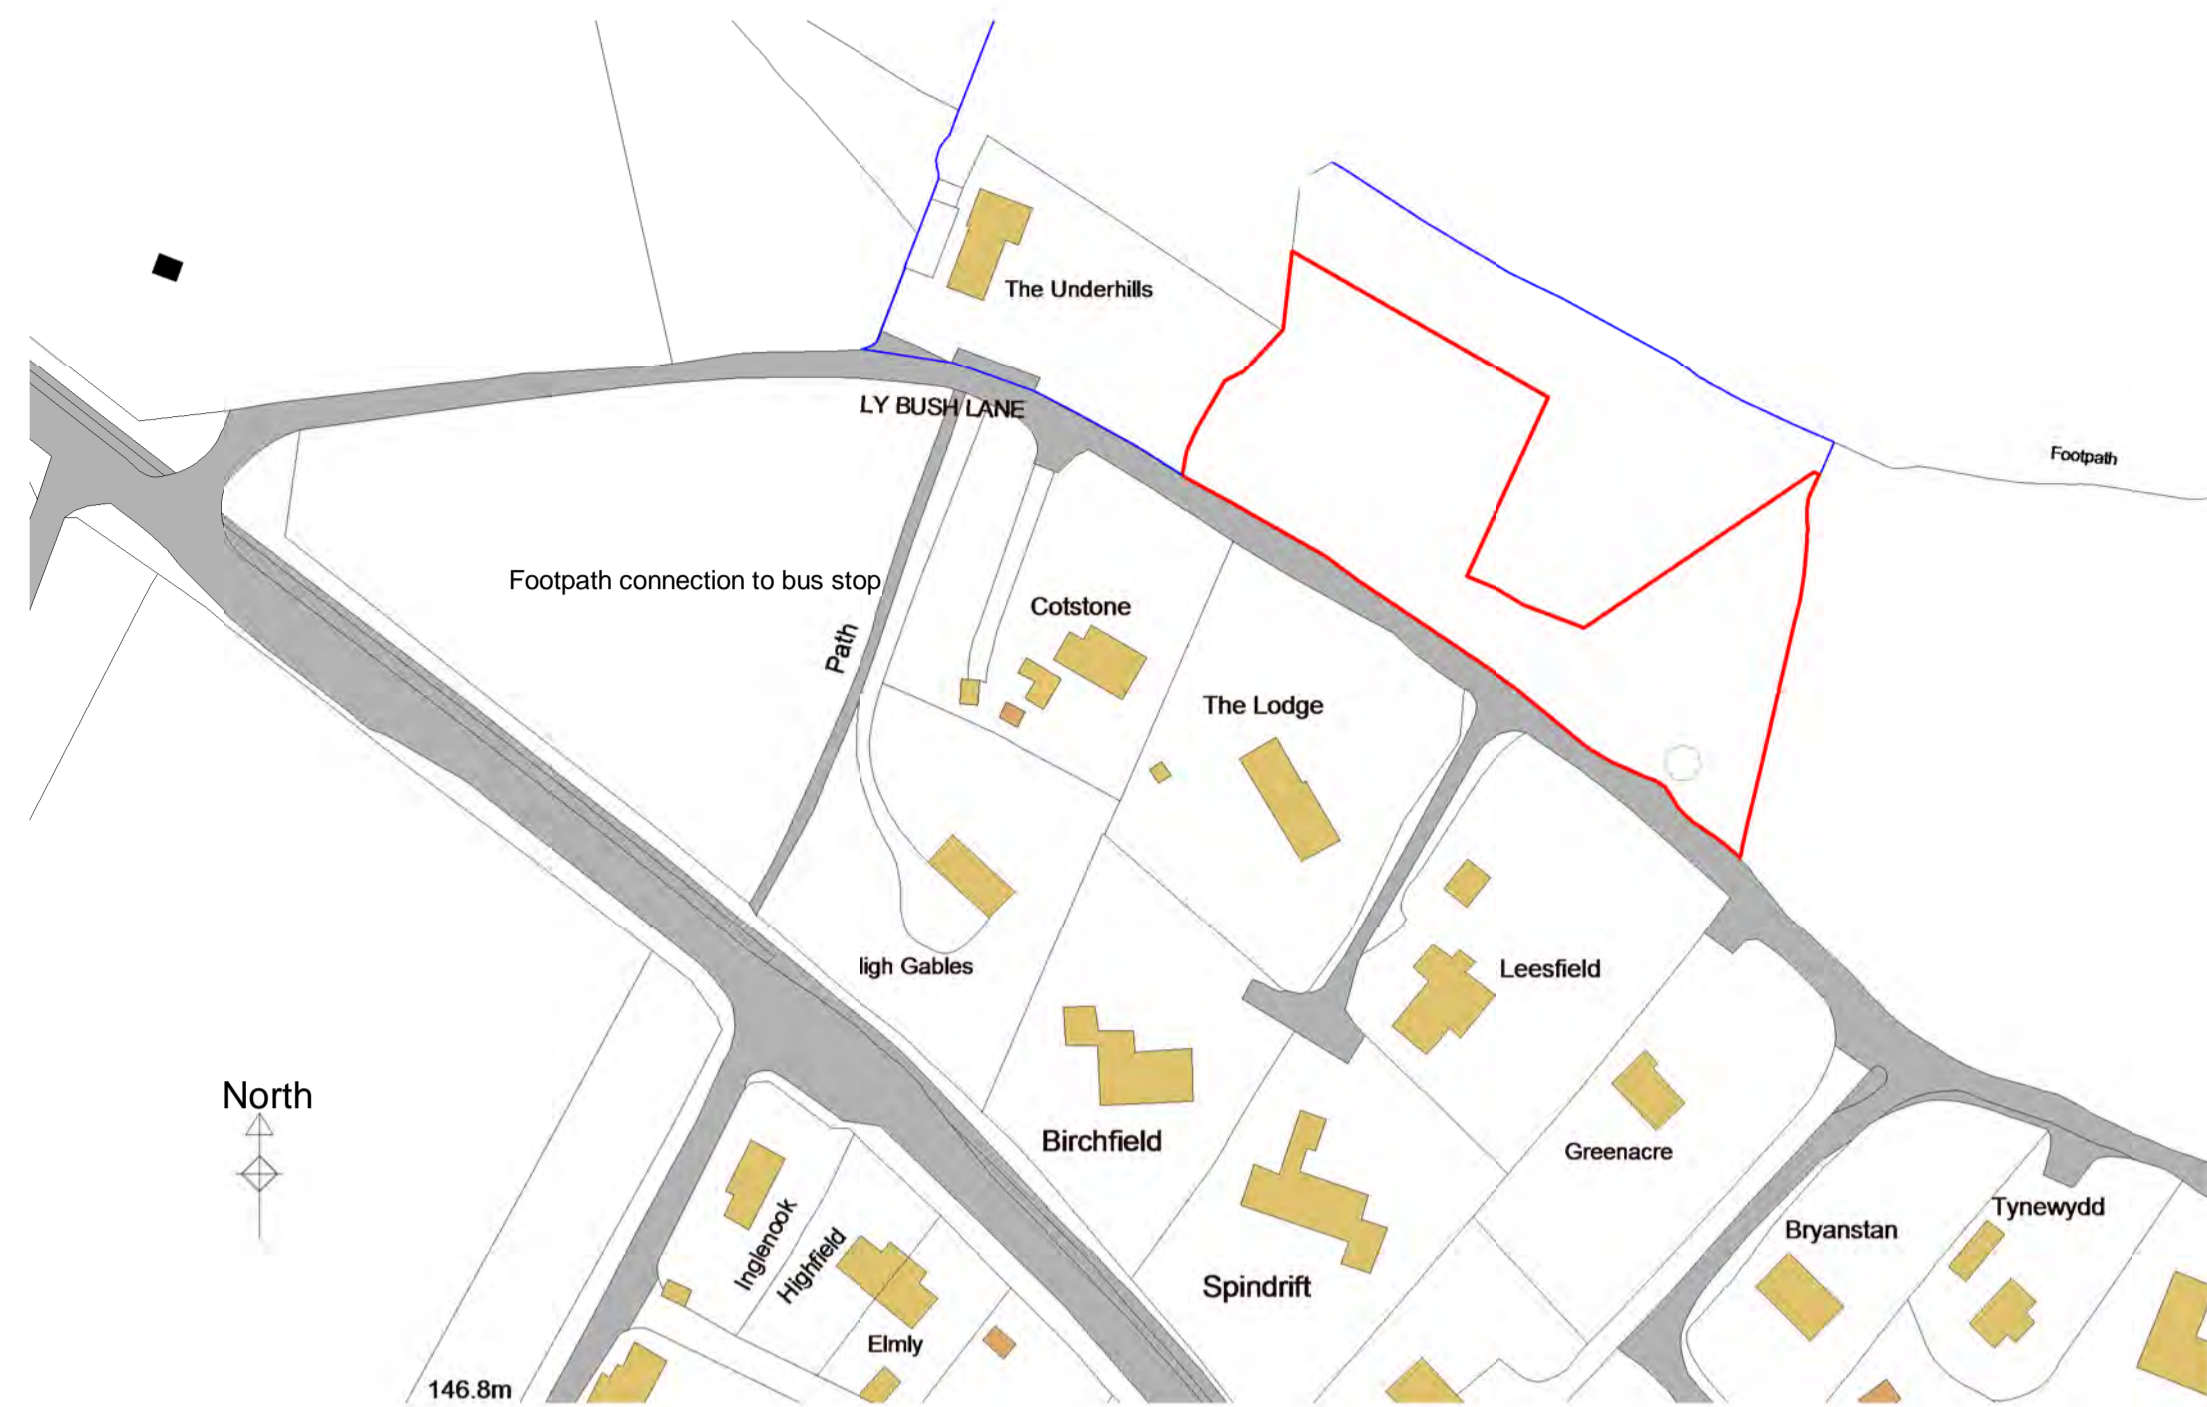 The Underhills
LY BUSH LANE
Footpath
Footpath connection to bus stop
Path
Cotstone
The Lodge
ligh Gables
Leesfield
North
Birchfield
Greenacre
Inglenook
Highfield
Spindrift
Bryanstan
Tynewydd
Elmly
146.8m